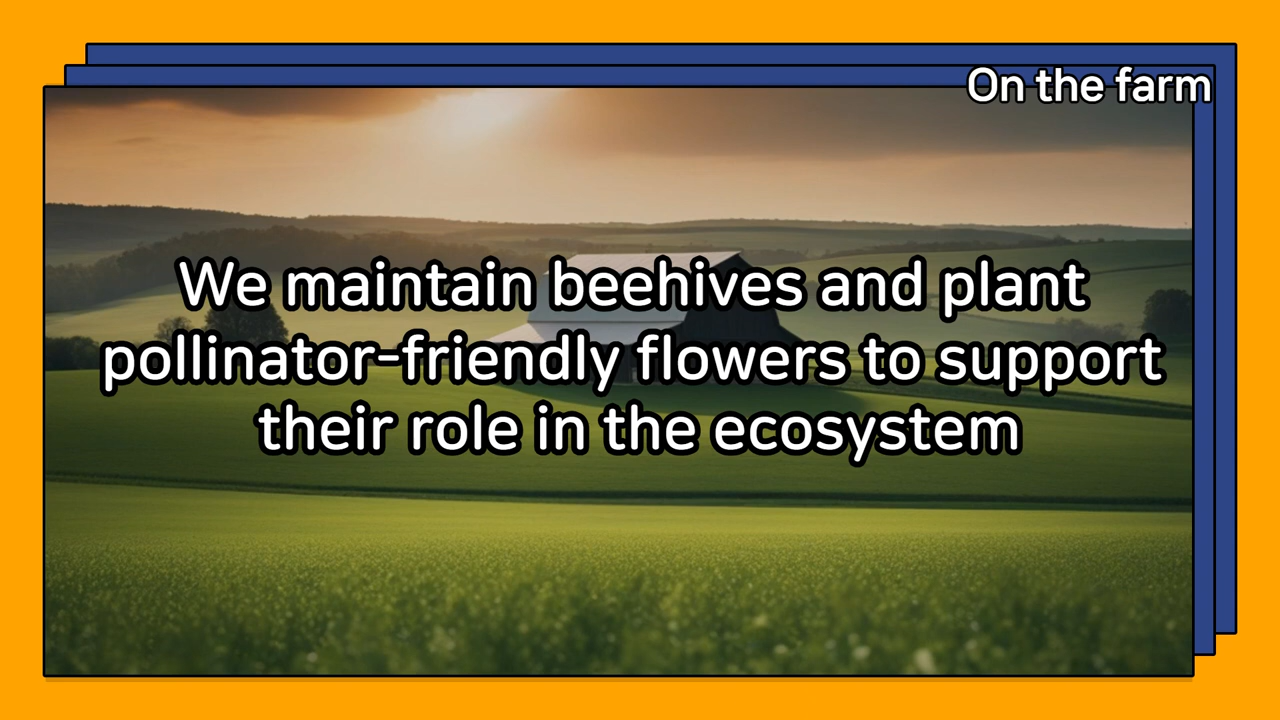 On the farm
We maintain beehives and plant
pollinator-friendly flowers to support
their role in the ecosystem